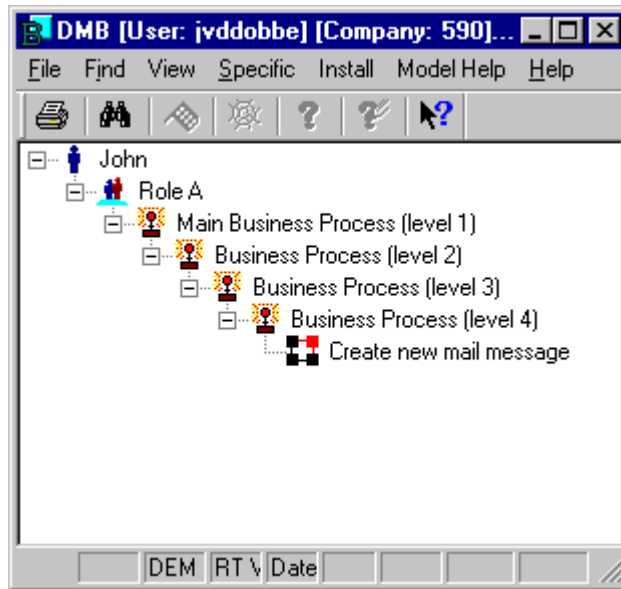 DMB [User: jvddobbe] [Company: 590]...
File Find View Specific Install Model Help Help
John
Role A
Main Business Process (level 1)
Business Process (level 2)
Business Process (level 3)
Business Process (level 4)
Create new mail message
DEM RT V Date